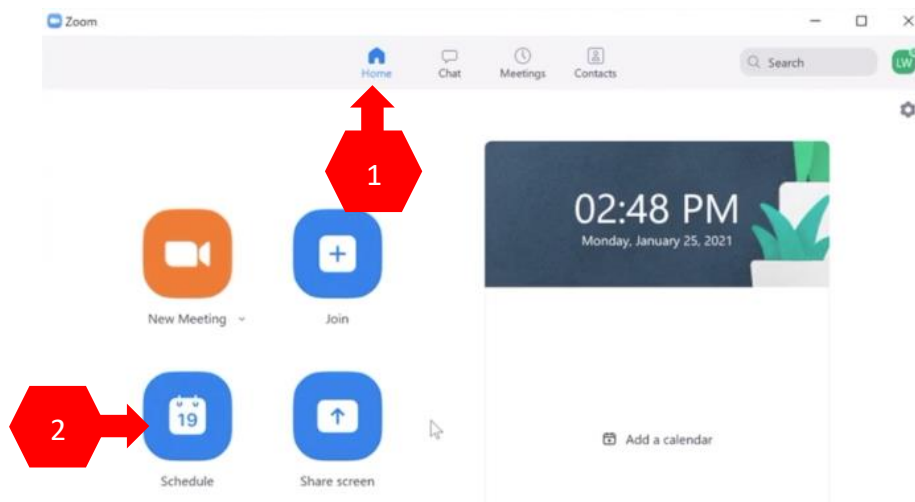 Zoom
Home
Chat
Meetings
Contacts
Search
LW
1
02:48 PM
Monday, January 25, 2021
New Meeting
Join
2
19
Schedule
Share screen
Add a calendar